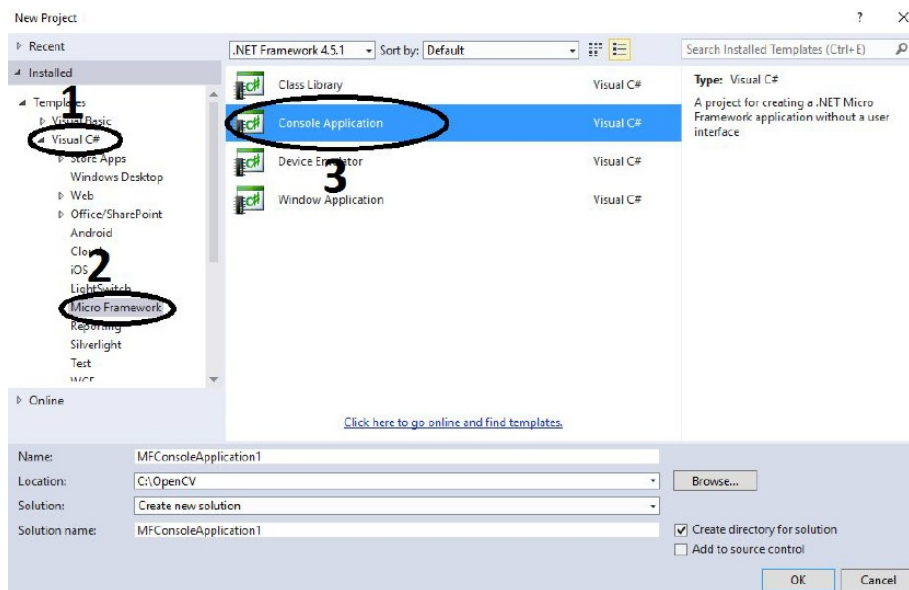 New Project
? X
Recent
.NET Framework 4.5.1 Sort by: Default
Search Installed Templates (Ctrl+E)
Installed
Templates
1
Visual Basic
Visual C#
Store Apps
Windows Desktop
Web
Office/SharePoint
Android
Cloud
iOS
2
LightSwitch
Micro Framework
Reporting
Silverlight
Test
WCF
Online
Class Library Visual C#
Console Application Visual C#
Device Emulator Visual C#
3
Window Application Visual C#
Click here to go online and find templates.
Type: Visual C#
A project for creating a .NET Micro
Framework application without a user
interface
Name: MFConsoleApplication1
Location: C:\OpenCV
Browse...
Solution: Create new solution
Solution name: MFConsoleApplication1
Create directory for solution
Add to source control
OK Cancel